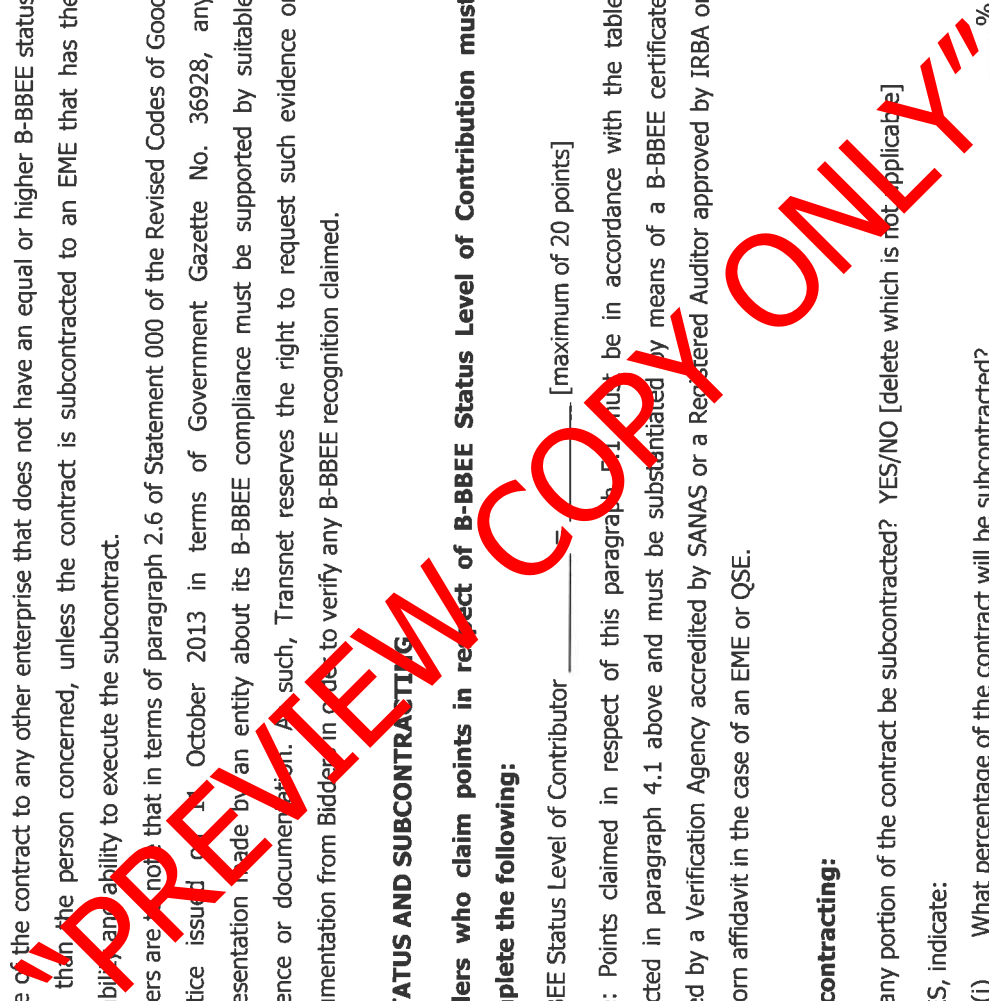 e of the contract to any other enterprise that does not have an equal or higher B-BBEE status
than the person concerned, unless the contract is subcontracted to an EME that has the
bility and ability to execute the subcontract.
ers are to note that in terms of paragraph 2.6 of Statement 000 of the Revised Codes of Good
tice issued on 11 October 2013 in terms of Government Gazette No. 36928, any
esentation made by an entity about its B-BBEE compliance must be supported by suitable
ence or documentation. As such, Transnet reserves the right to request such evidence or
umentation from Bidders in order to verify any B-BBEE recognition claimed.
ATUS AND SUBCONTRACTING
ders who claim points in respect of B-BBEE Status Level of Contribution must
plete the following:
BEE Status Level of Contributor ________ = ________ [maximum of 20 points]
: Points claimed in respect of this paragraph 5.1 must be in accordance with the table
cted in paragraph 4.1 above and must be substantiated by means of a B-BBEE certificate
ed by a Verification Agency accredited by SANAS or a Registered Auditor approved by IRBA or
orn affidavit in the case of an EME or QSE.
contracting:
any portion of the contract be subcontracted? YES/NO [delete which is not applicable]
S, indicate:
(i) What percentage of the contract will be subcontracted? %
"PREVIEW COPY ONLY"